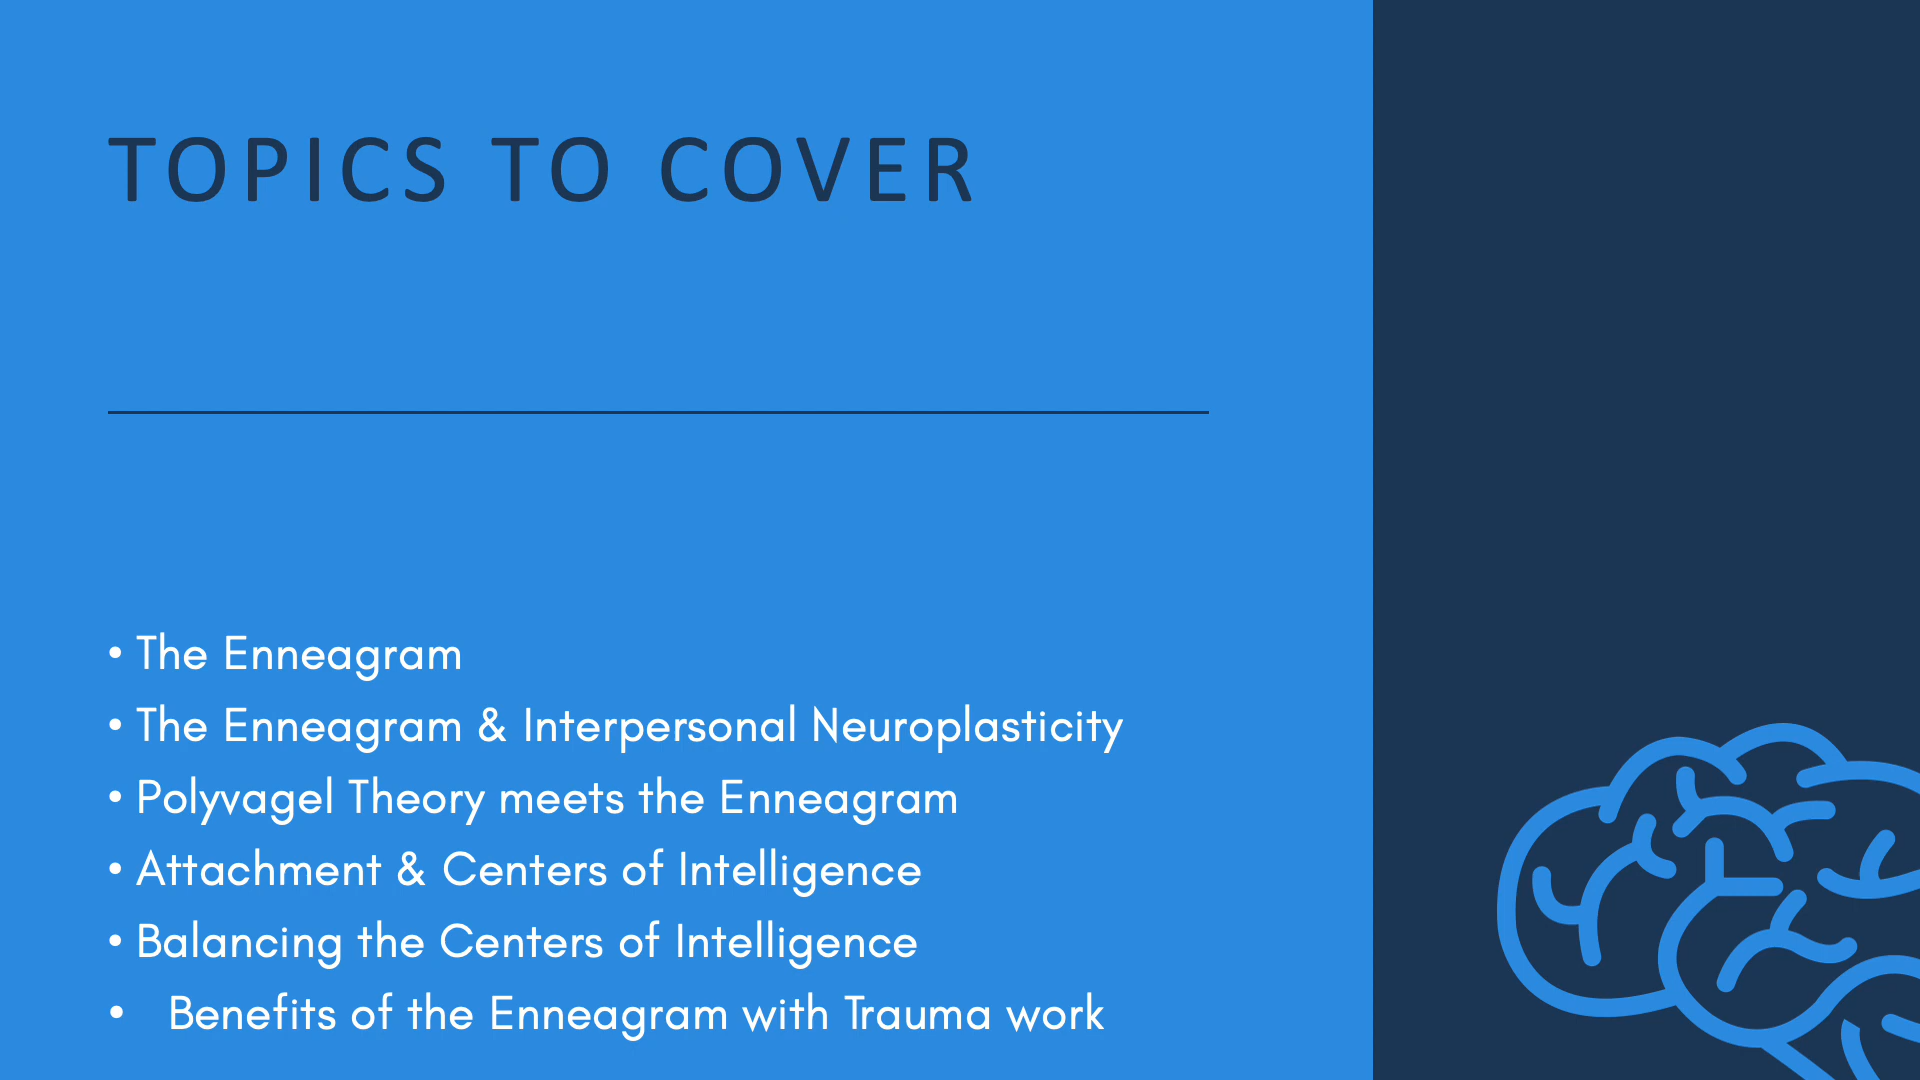 TOPICS TO COVER
• The Enneagram
• The Enneagram & Interpersonal Neuroplasticity
• Polyvagel Theory meets the Enneagram
• Attachment & Centers of Intelligence
• Balancing the Centers of Intelligence
• Benefits of the Enneagram with Trauma work